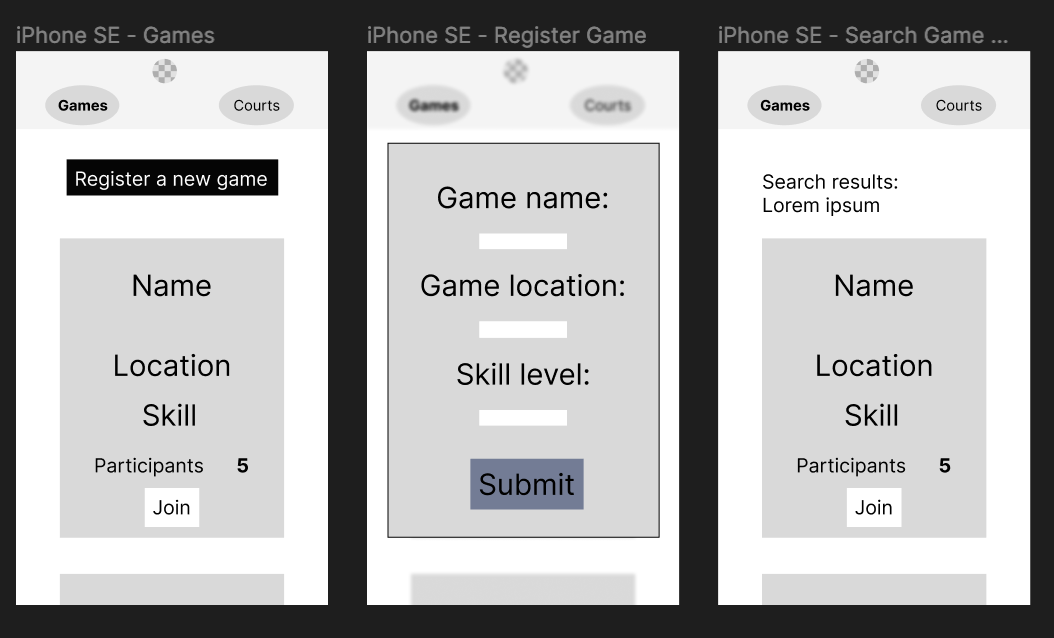 iPhone SE - Games
Games
Courts
Register a new game
Name
Location
Skill
Participants 5
Join
iPhone SE - Register Game
Games
Courts
Game name:
Game location:
Skill level:
Submit
iPhone SE - Search Game ...
Games
Courts
Search results:
Lorem ipsum
Name
Location
Skill
Participants 5
Join